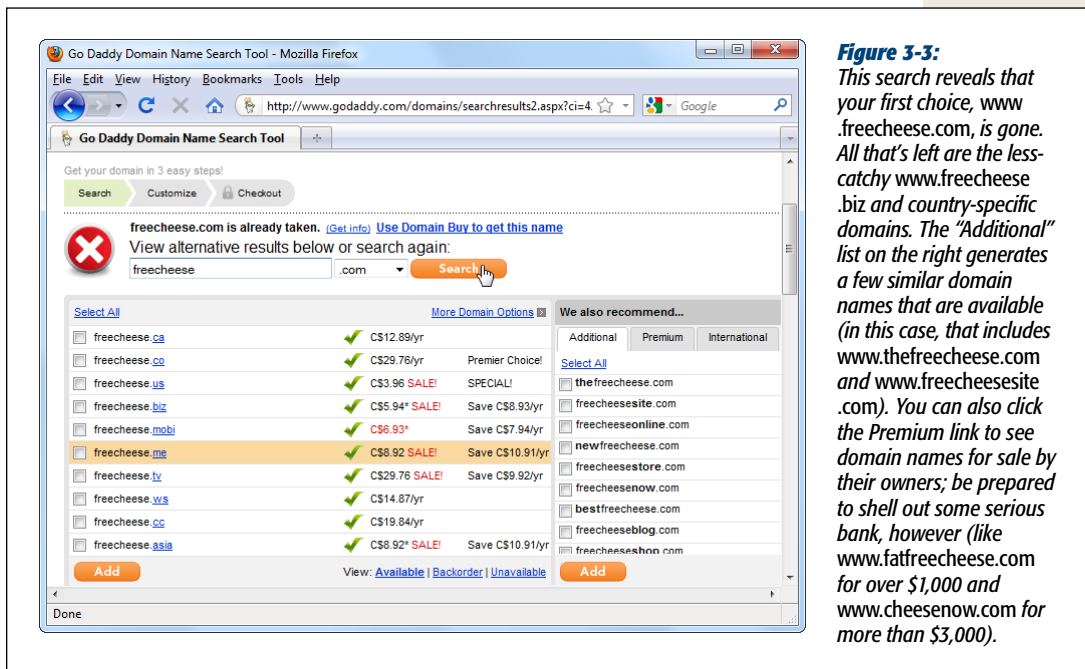 Go Daddy Domain Name Search Tool - Mozilla Firefox
File Edit View History Bookmarks Tools Help
http://www.godaddy.com/domains/searchresults2.aspx?ci=4.
Google
Go Daddy Domain Name Search Tool
Get your domain in 3 easy steps!
Search Customize Checkout
freecheese.com is already taken. (Get info) Use Domain Buy to get this name
View alternative results below or search again:
freecheese .com Search
Select All More Domain Options
freecheese.ca C$12.89/yr
freecheese.co C$29.76/yr Premier Choice!
freecheese.us C$3.96 SALE! SPECIAL!
freecheese.biz C$5.94* SALE! Save C$8.93/yr
freecheese.mobi C$6.93* Save C$7.94/yr
freecheese.me C$8.92 SALE! Save C$10.91/yr
freecheese.tv C$29.76 SALE! Save C$9.92/yr
freecheese.ws C$14.87/yr
freecheese.cc C$19.84/yr
freecheese.asia C$8.92* SALE! Save C$10.91/yr
Add View: Available | Backorder | Unavailable
We also recommend...
Additional Premium International
Select All
thefreecheese.com
freecheesesite.com
freecheeseonline.com
newfreecheese.com
freecheesestore.com
freecheesenow.com
bestfreecheese.com
freecheeseblog.com
freecheeseshop.com
Add
Done
Figure 3-3:
This search reveals that
your first choice, www
.freecheese.com, is gone.
All that's left are the less-
catchy www.freecheese
.biz and country-specific
domains. The “Additional”
list on the right generates
a few similar domain
names that are available
(in this case, that includes
www.thefreecheese.com
and www.freecheesesite
.com). You can also click
the Premium link to see
domain names for sale by
their owners; be prepared
to shell out some serious
bank, however (like
www.fatfreecheese.com
for over $1,000 and
www.cheesenow.com for
more than $3,000).